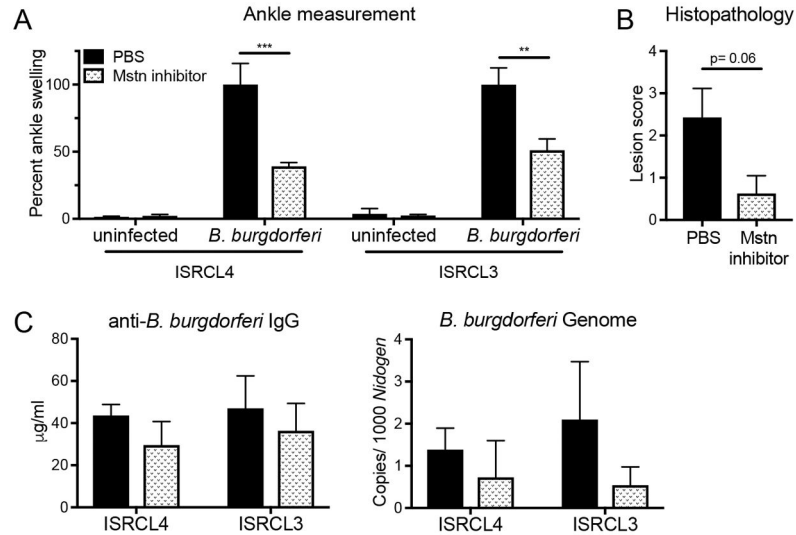 A
Ankle measurement
PBS
Mstn inhibitor
***
**
Percent ankle swelling
100
50
0
uninfected
B. burgdorferi
uninfected
B. burgdorferi
ISRCL4
ISRCL3
B
Histopathology
p= 0.06
Lesion score
4
3
2
1
0
PBS
Mstn
inhibitor
C
anti-B. burgdorferi IgG
µg/ml
80
60
40
20
0
ISRCL4
ISRCL3
B. burgdorferi Genome
Copies/ 1000 Nidogen
4
3
2
1
0
ISRCL4
ISRCL3